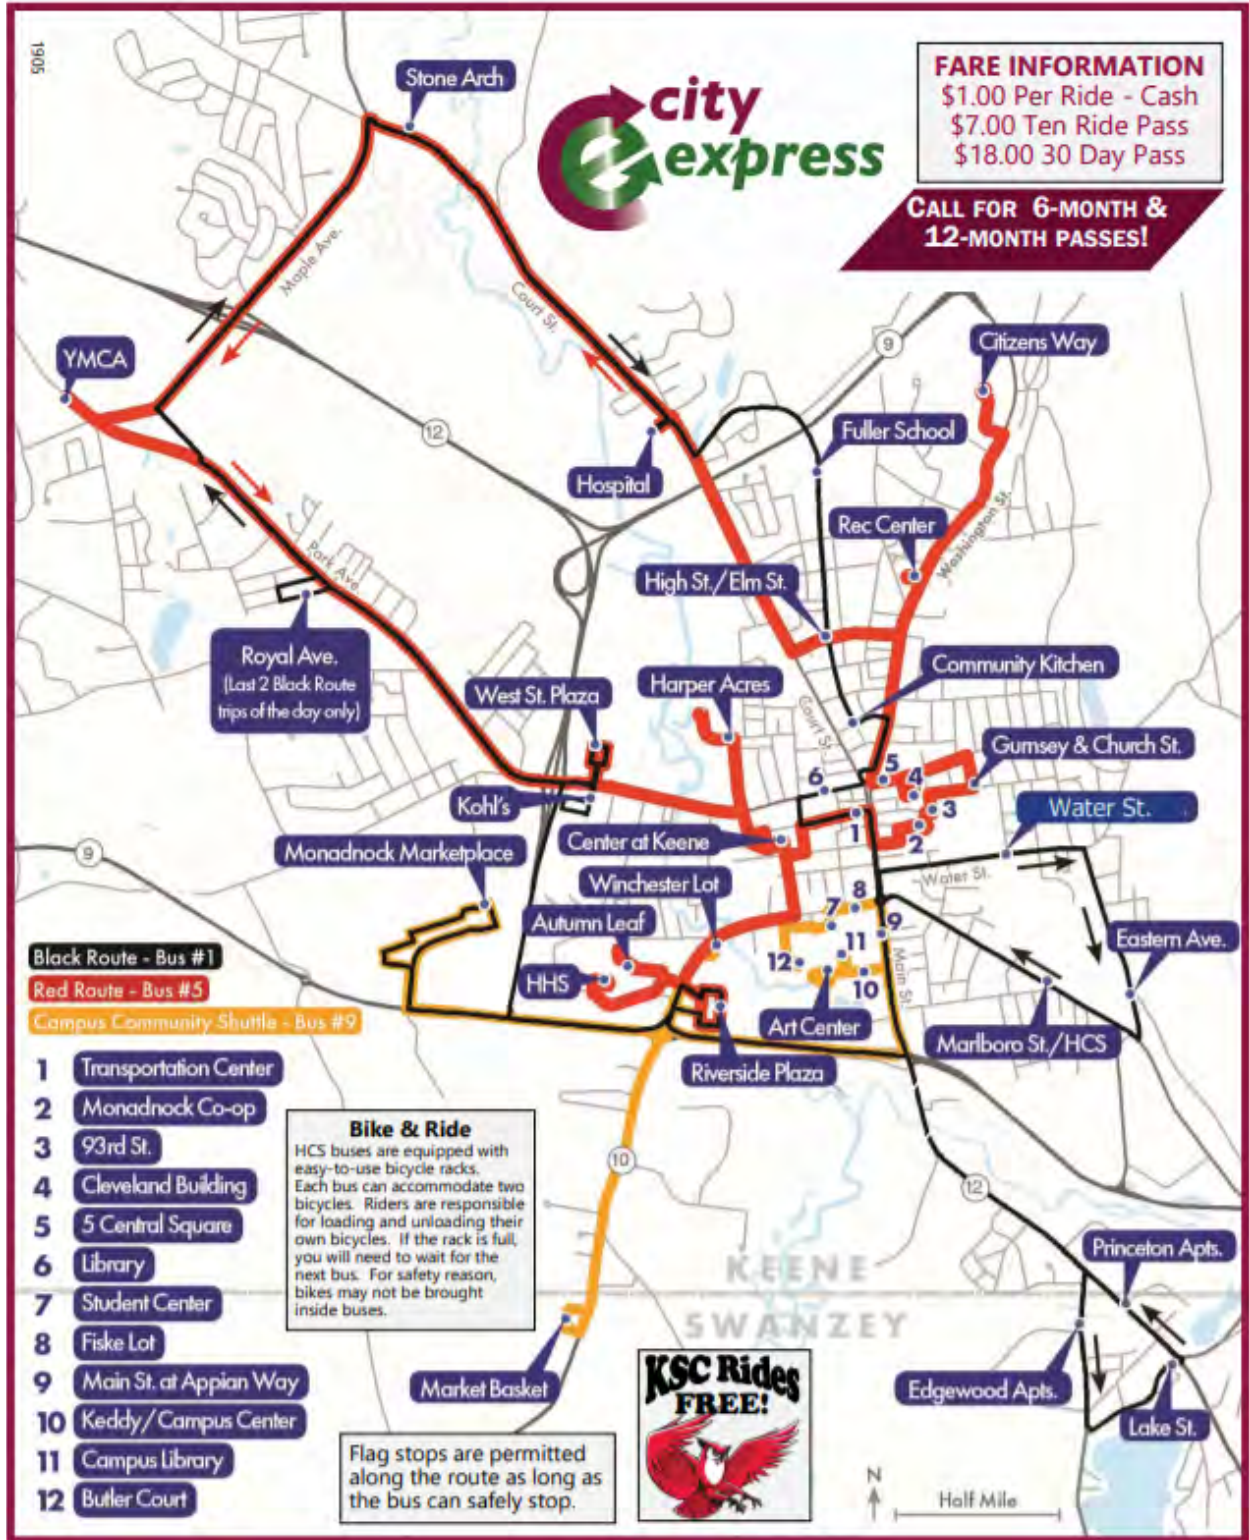 1905
Stone Arch
city
express
FARE INFORMATION
$1.00 Per Ride - Cash
$7.00 Ten Ride Pass
$18.00 30 Day Pass
CALL FOR 6-MONTH &
12-MONTH PASSES!
Maple Ave.
Court St.
YMCA
9
Citizens Way
12
Fuller School
Hospital
Rec Center
Washington St.
Park Ave.
High St./Elm St.
Royal Ave.
(Last 2 Black Route
trips of the day only)
West St. Plaza
Harper Acres
Community Kitchen
Court St.
Gurnsey & Church St.
5
4
6
3
Kohl's
Water St.
1
2
Center at Keene
9
Monadnock Marketplace
Water St.
Winchester Lot
8
7
Autumn Leaf
9
11
Eastern Ave.
12
HHS
10
Main St.
Art Center
Marlboro St./HCS
Riverside Plaza
Black Route - Bus #1
Red Route - Bus #5
Campus Community Shuttle - Bus #9
1 Transportation Center
2 Monadnock Co-op
3 93rd St.
4 Cleveland Building
5 5 Central Square
6 Library
7 Student Center
8 Fiske Lot
9 Main St. at Appian Way
10 Keddy/Campus Center
11 Campus Library
12 Butler Court
Bike & Ride
HCS buses are equipped with
easy-to-use bicycle racks.
Each bus can accommodate two
bicycles. Riders are responsible
for loading and unloading their
own bicycles. If the rack is full,
you will need to wait for the
next bus. For safety reason,
bikes may not be brought
inside buses.
10
12
Princeton Apts.
KEENE
SWANZEY
Market Basket
Edgewood Apts.
Lake St.
Flag stops are permitted
along the route as long as
the bus can safely stop.
KSC Rides
FREE!
N
Half Mile